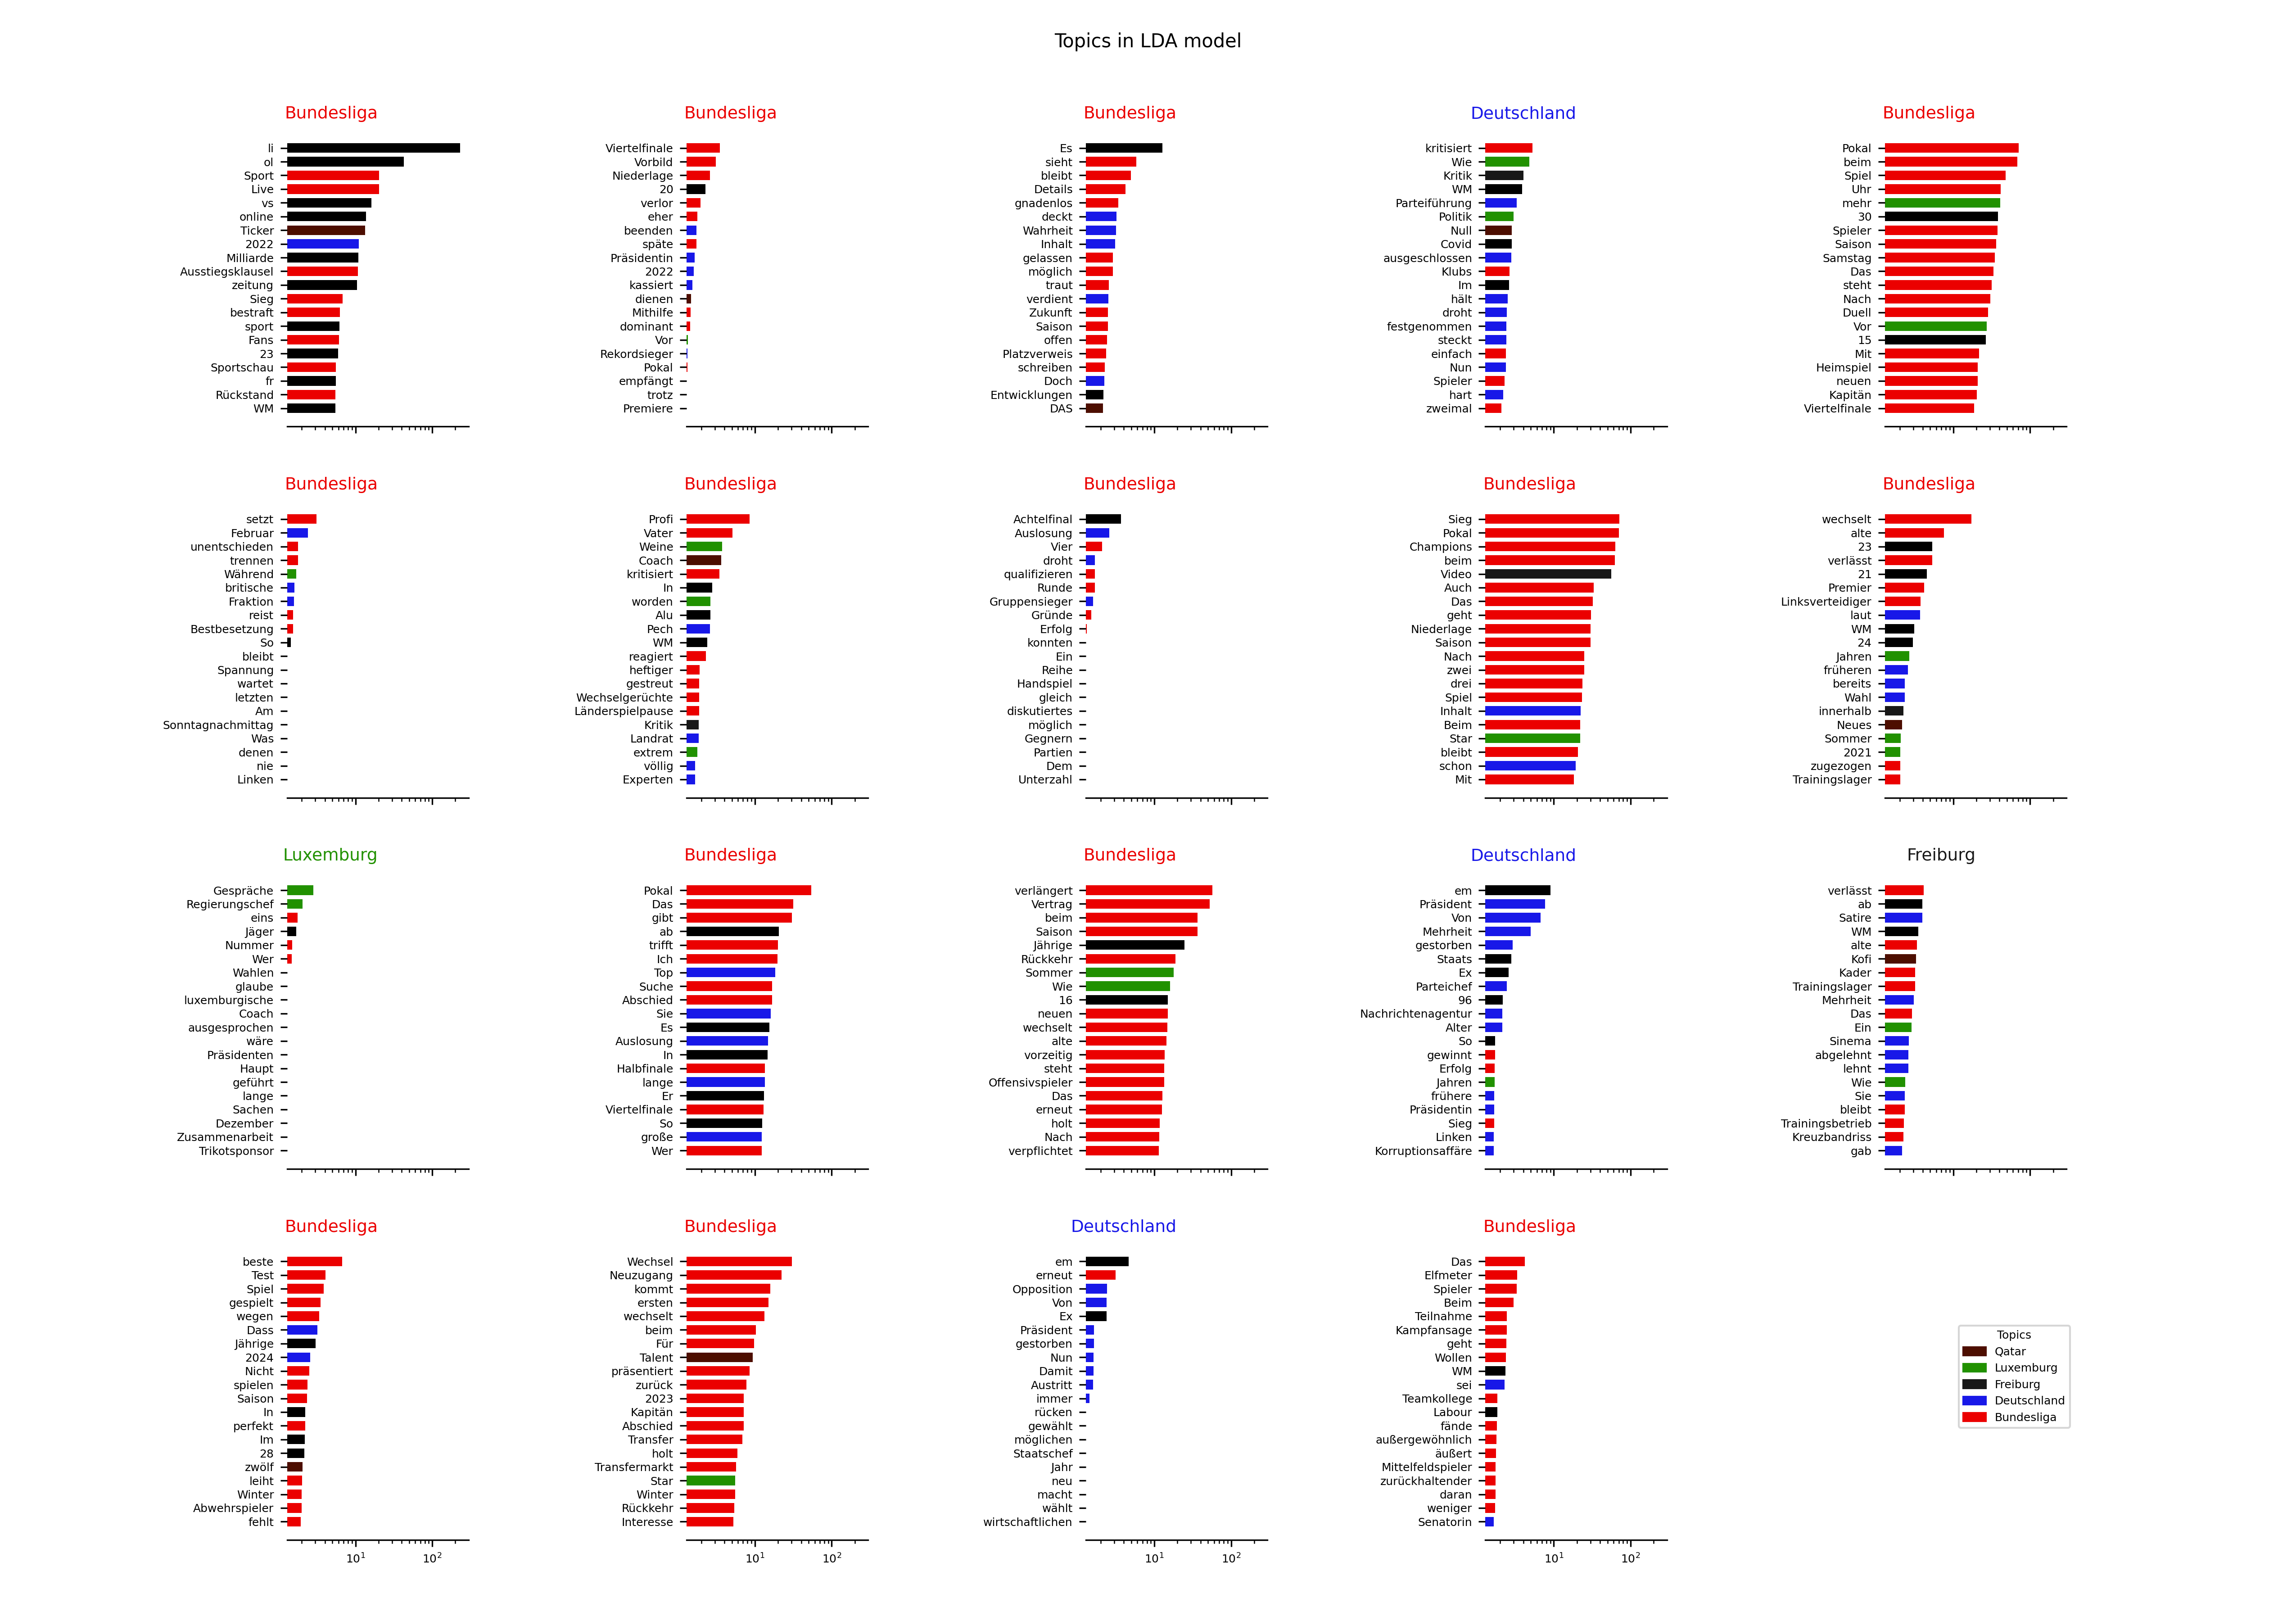 Topics in LDA model
Bundesliga
li
ol
Sport
Live
vs
online
Ticker
2022
Milliarde
Ausstiegsklausel
zeitung
Sieg
bestraft
sport
Fans
23
Sportschau
fr
Rückstand
WM
Bundesliga
Viertelfinale
Vorbild
Niederlage
20
verlor
eher
beenden
späte
Präsidentin
2022
kassiert
dienen
Mithilfe
dominant
Vor
Rekordsieger
Pokal
empfängt
trotz
Premiere
Bundesliga
Es
sieht
bleibt
Details
gnadenlos
deckt
Wahrheit
Inhalt
gelassen
möglich
traut
verdient
Zukunft
Saison
offen
Platzverweis
schreiben
Doch
Entwicklungen
DAS
Deutschland
kritisiert
Wie
Kritik
WM
Parteiführung
Politik
Null
Covid
ausgeschlossen
Klubs
Im
hält
droht
festgenommen
steckt
einfach
Nun
Spieler
hart
zweimal
Bundesliga
Pokal
beim
Spiel
Uhr
mehr
30
Spieler
Saison
Samstag
Das
steht
Nach
Duell
Vor
15
Mit
Heimspiel
neuen
Kapitän
Viertelfinale
Bundesliga
setzt
Februar
unentschieden
trennen
Während
britische
Fraktion
reist
Bestbesetzung
So
bleibt
Spannung
wartet
letzten
Am
Sonntagnachmittag
Was
denen
nie
Linken
Bundesliga
Profi
Vater
Weine
Coach
kritisiert
In
worden
Alu
Pech
WM
reagiert
heftiger
gestreut
Wechselgerüchte
Länderspielpause
Kritik
Landrat
extrem
völlig
Experten
Bundesliga
Achtelfinal
Auslosung
Vier
droht
qualifizieren
Runde
Gruppensieger
Gründe
Erfolg
konnten
Ein
Reihe
Handspiel
gleich
diskutiertes
möglich
Gegnern
Partien
Dem
Unterzahl
Bundesliga
Sieg
Pokal
Champions
beim
Video
Auch
Das
geht
Niederlage
Saison
Nach
zwei
drei
Spiel
Inhalt
Beim
Star
bleibt
schon
Mit
Bundesliga
wechselt
alte
23
verlässt
21
Premier
Linksverteidiger
laut
WM
24
Jahren
früheren
bereits
Wahl
innerhalb
Neues
Sommer
2021
zugezogen
Trainingslager
Luxemburg
Gespräche
Regierungschef
eins
Jäger
Nummer
Wer
Wahlen
glaube
luxemburgische
Coach
ausgesprochen
wäre
Präsidenten
Haupt
geführt
lange
Sachen
Dezember
Zusammenarbeit
Trikotsponsor
Bundesliga
Pokal
Das
gibt
ab
trifft
Ich
Top
Suche
Abschied
Sie
Es
Auslosung
In
Halbfinale
lange
Er
Viertelfinale
So
große
Wer
Bundesliga
verlängert
Vertrag
beim
Saison
Jährige
Rückkehr
Sommer
Wie
16
neuen
wechselt
alte
vorzeitig
steht
Offensivspieler
Das
erneut
holt
Nach
verpflichtet
Deutschland
em
Präsident
Von
Mehrheit
gestorben
Staats
Ex
Parteichef
96
Nachrichtenagentur
Alter
So
gewinnt
Erfolg
Jahren
frühere
Präsidentin
Sieg
Linken
Korruptionsaffäre
Freiburg
verlässt
ab
Satire
WM
alte
Kofi
Kader
Trainingslager
Mehrheit
Das
Ein
Sinema
abgelehnt
lehnt
Wie
Sie
bleibt
Trainingsbetrieb
Kreuzbandriss
gab
Bundesliga
beste
Test
Spiel
gespielt
wegen
Dass
Jährige
2024
Nicht
spielen
Saison
In
perfekt
Im
28
zwölf
leiht
Winter
Abwehrspieler
fehlt
10¹ 10²
Bundesliga
Wechsel
Neuzugang
kommt
ersten
wechselt
beim
Für
Talent
präsentiert
zurück
2023
Kapitän
Abschied
Transfer
holt
Transfermarkt
Star
Winter
Rückkehr
Interesse
10¹ 10²
Deutschland
em
erneut
Opposition
Von
Ex
Präsident
gestorben
Nun
Damit
Austritt
immer
rücken
gewählt
möglichen
Staatschef
Jahr
neu
macht
wählt
wirtschaftlichen
10¹ 10²
Bundesliga
Das
Elfmeter
Spieler
Beim
Teilnahme
Kampfansage
geht
Wollen
WM
sei
Teamkollege
Labour
fände
außergewöhnlich
äußert
Mittelfeldspieler
zurückhaltender
daran
weniger
Senatorin
10¹ 10²
Topics
Qatar
Luxemburg
Freiburg
Deutschland
Bundesliga